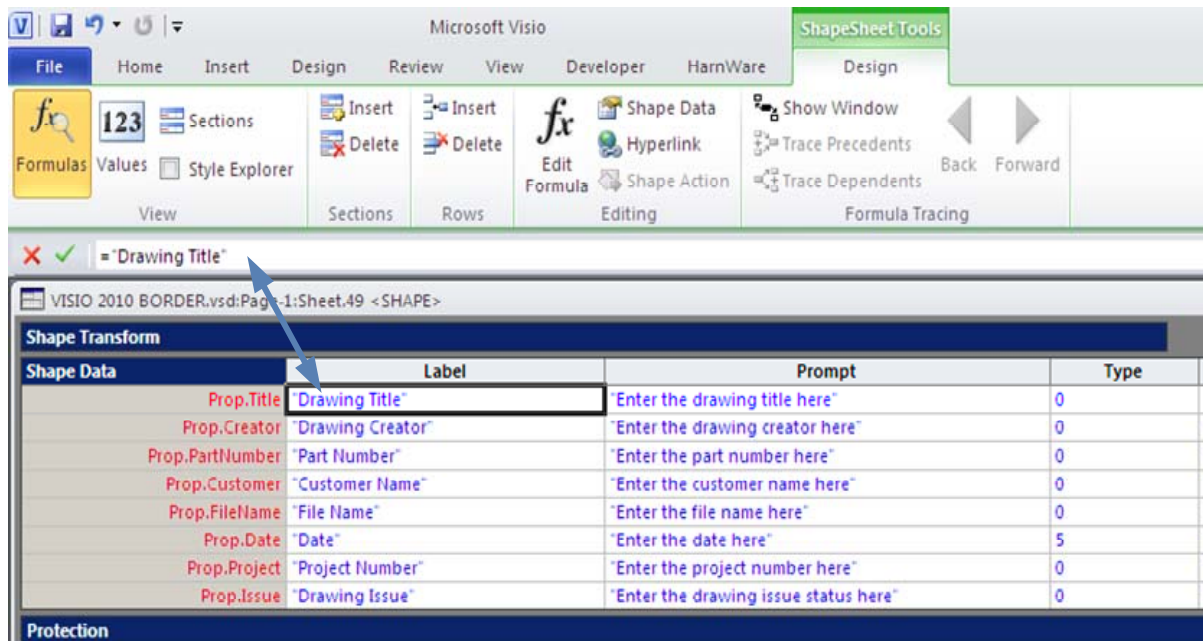 Microsoft Visio
ShapeSheet Tools
File Home Insert Design Review View Developer HarnWare Design
Formulas
123
Values
Sections
Style Explorer
View
Insert
Delete
Sections
Insert
Delete
Rows
fx
Edit
Formula
Shape Data
Hyperlink
Shape Action
Editing
Show Window
Trace Precedents
Trace Dependents
Back Forward
Formula Tracing
="Drawing Title"
VISIO 2010 BORDER.vsd:Page-1:Sheet.49 <SHAPE>
Shape Transform
Shape Data Label Prompt Type
Prop.Title "Drawing Title" "Enter the drawing title here" 0
Prop.Creator "Drawing Creator" "Enter the drawing creator here" 0
Prop.PartNumber "Part Number" "Enter the part number here" 0
Prop.Customer "Customer Name" "Enter the customer name here" 0
Prop.FileName "File Name" "Enter the file name here" 0
Prop.Date "Date" "Enter the date here" 5
Prop.Project "Project Number" "Enter the project number here" 0
Prop.Issue "Drawing Issue" "Enter the drawing issue status here" 0
Protection